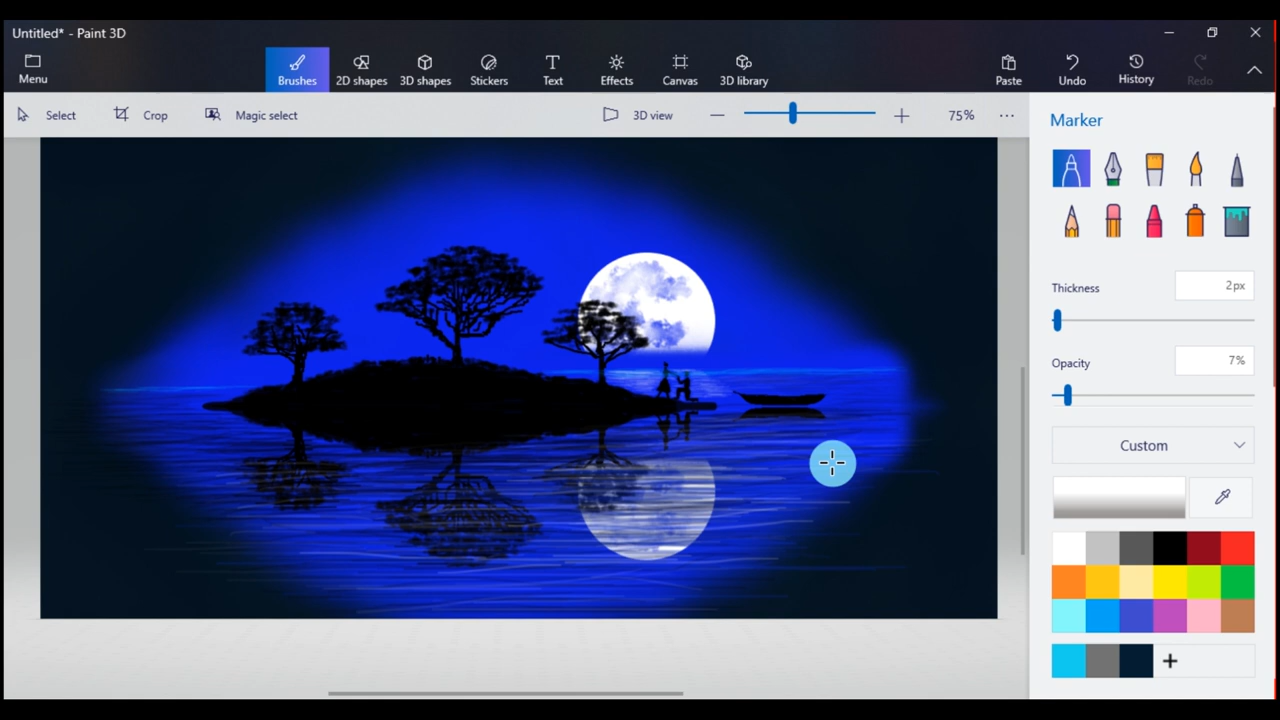 Untitled* - Paint 3D
Menu
Brushes
2D shapes
3D shapes
Stickers
Text
Effects
Canvas
3D library
Paste
Undo
History
Redo
Select
Crop
Magic select
3D view
75%
Marker
Thickness
2px
Opacity
7%
Custom